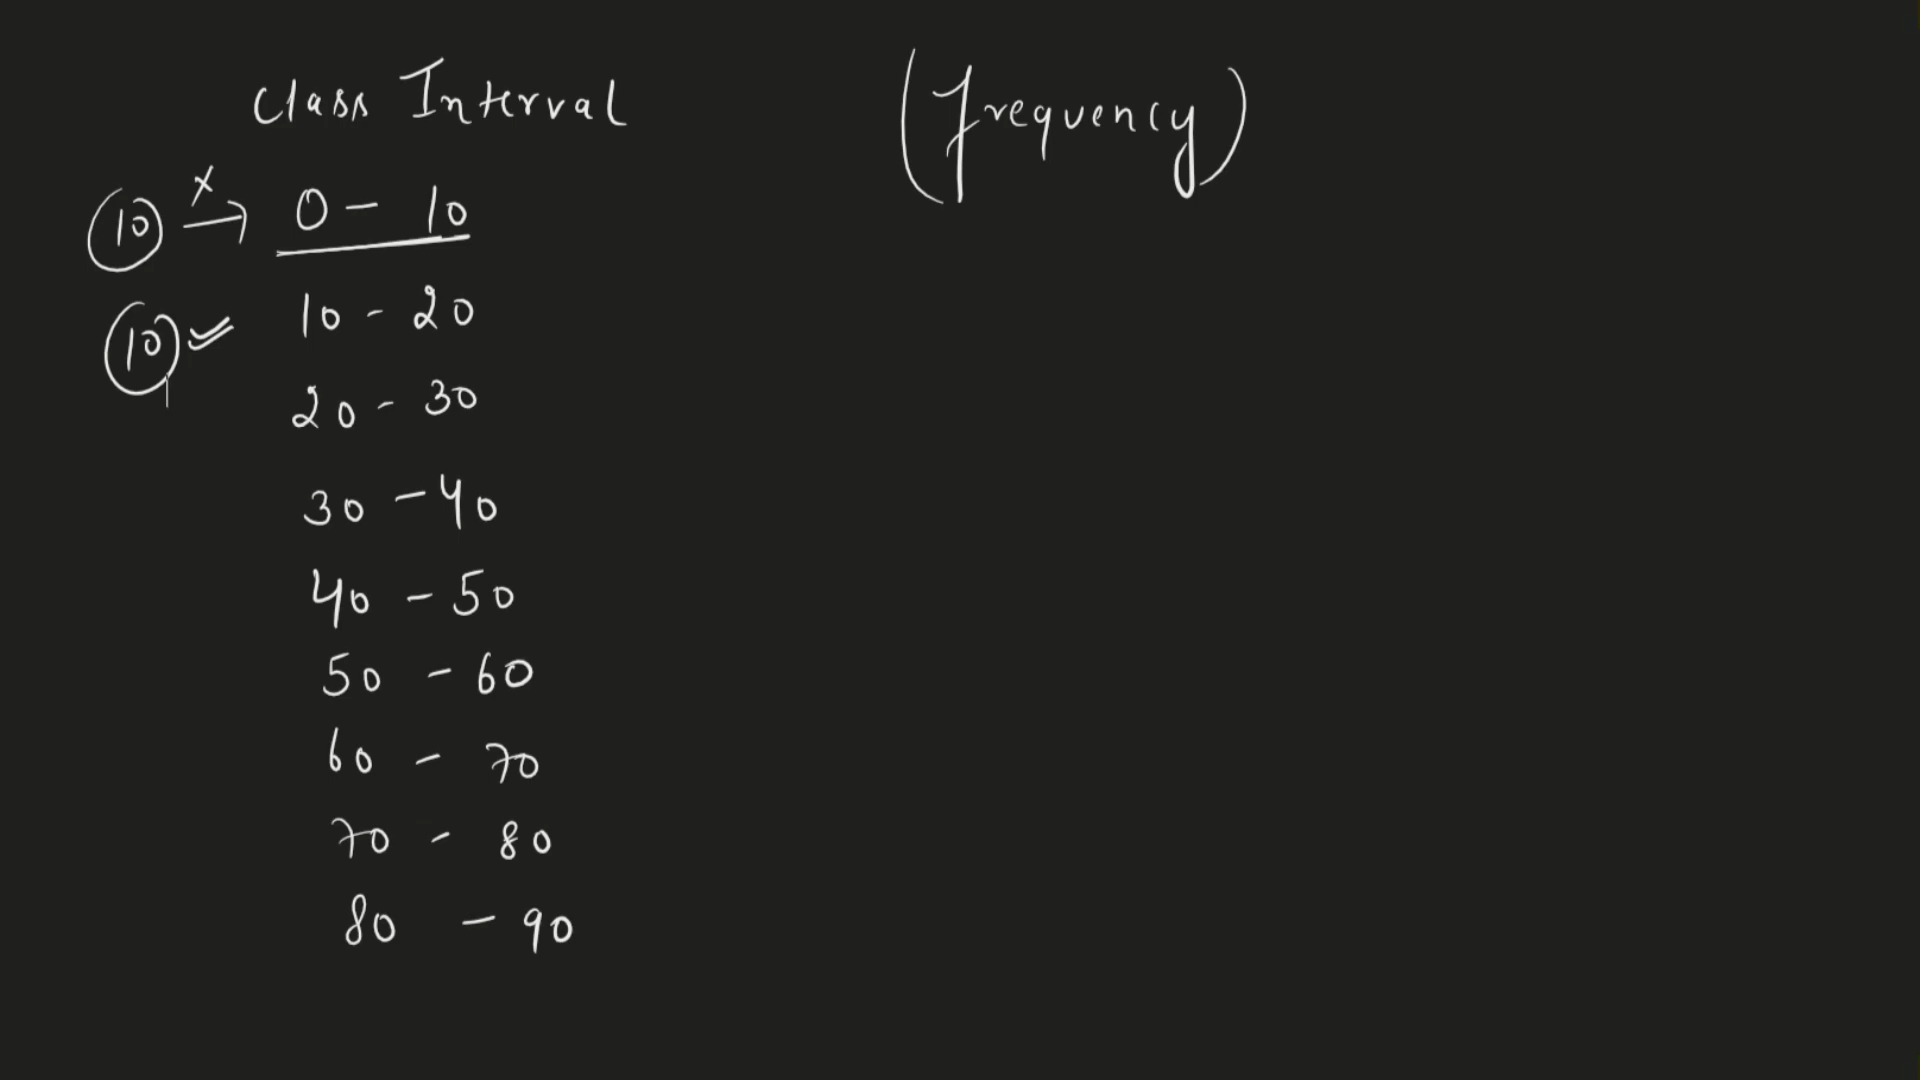 Class Interval (frequency)
10 x → 0 - 10
10 ✓ 10 - 20
20 - 30
30 - 40
40 - 50
50 - 60
60 - 70
70 - 80
80 - 90